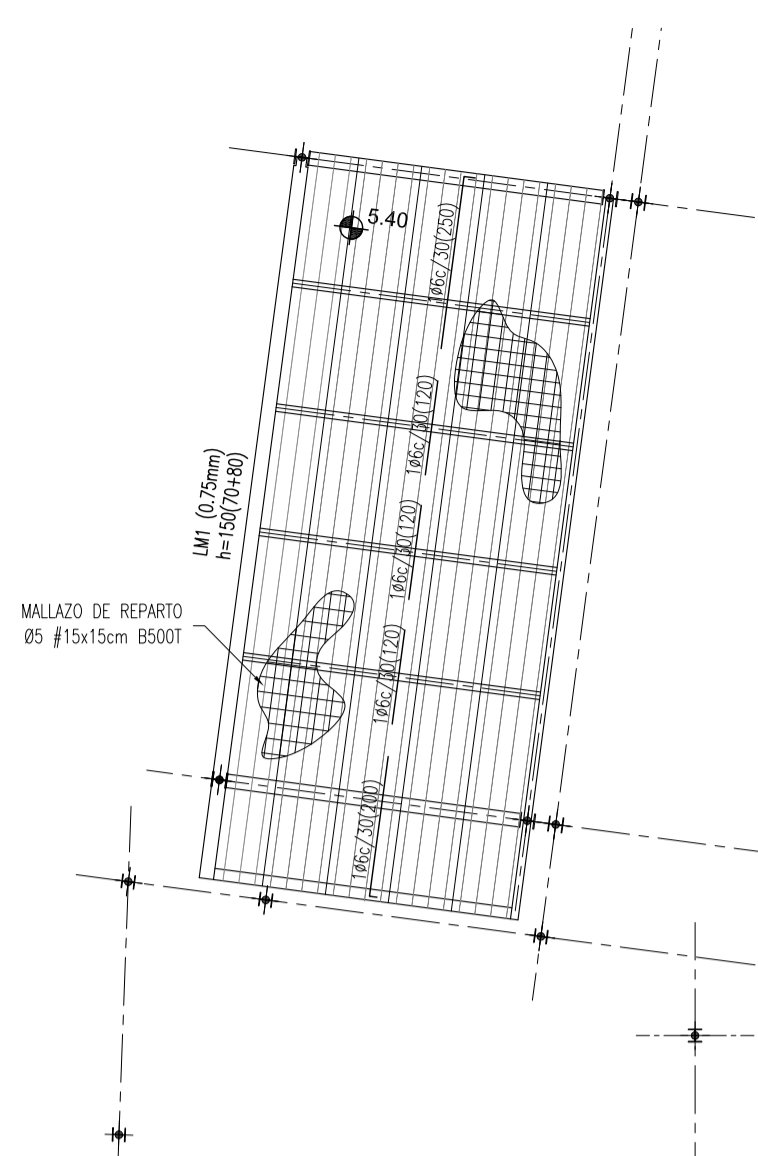 5.40
1ø6c/30(250)
1ø6c/30(120)
LM1 (0.75mm)
h=150(70+80)
1ø6c/30(120)
MALLAZO DE REPARTO
Ø5 #15x15cm B500T
1ø6c/30(120)
1ø6c/30(200)